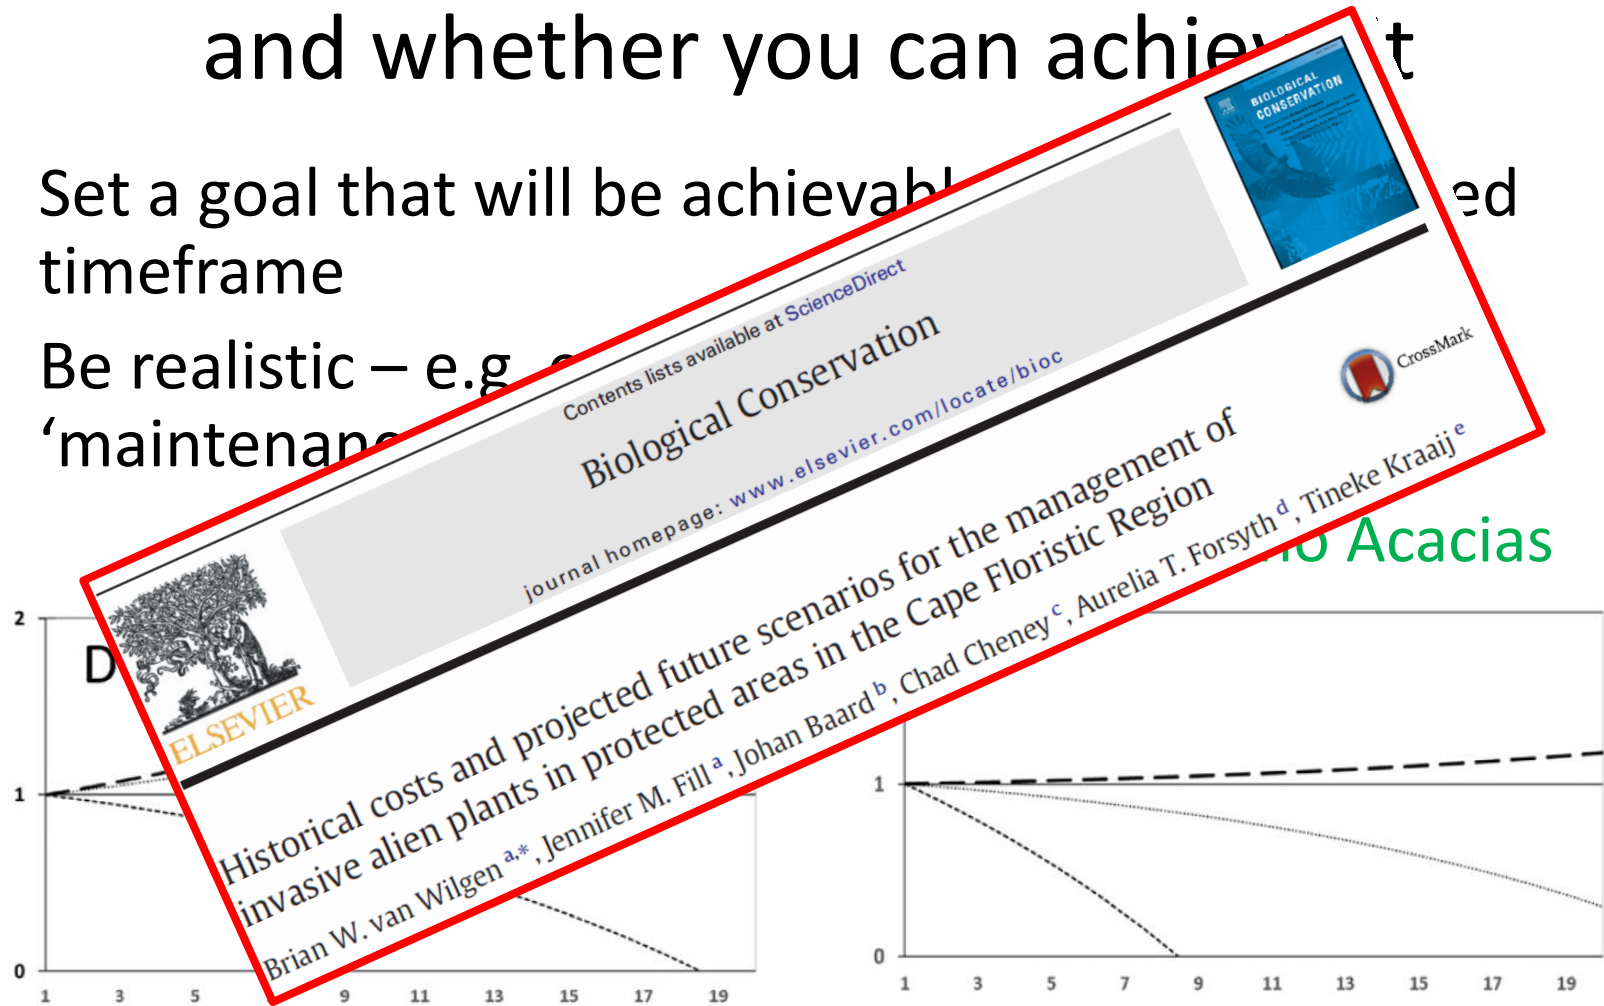 and whether you can achieve it
Set a goal that will be ed
timeframe
Be realistic – e.g.
BIOLOGICAL
CONSERVATION
Contents lists available at ScienceDirect
Biological Conservation
journal homepage: www.elsevier.com/locate/bioc
CrossMark
ELSEVIER
Historical costs and projected future scenarios for the management of
invasive alien plants in protected areas in the Cape Floristic Region
Brian W. van Wilgen a,*, Jennifer M. Fill a, Johan Baard b, Chad Cheney c, Aurelia T. Forsyth d, Tineke Kraaij e
Acacias
D
2
1
0
1 3 5 9 11 13 15 17 19
1
0
1 3 5 7 9 11 13 15 17 19